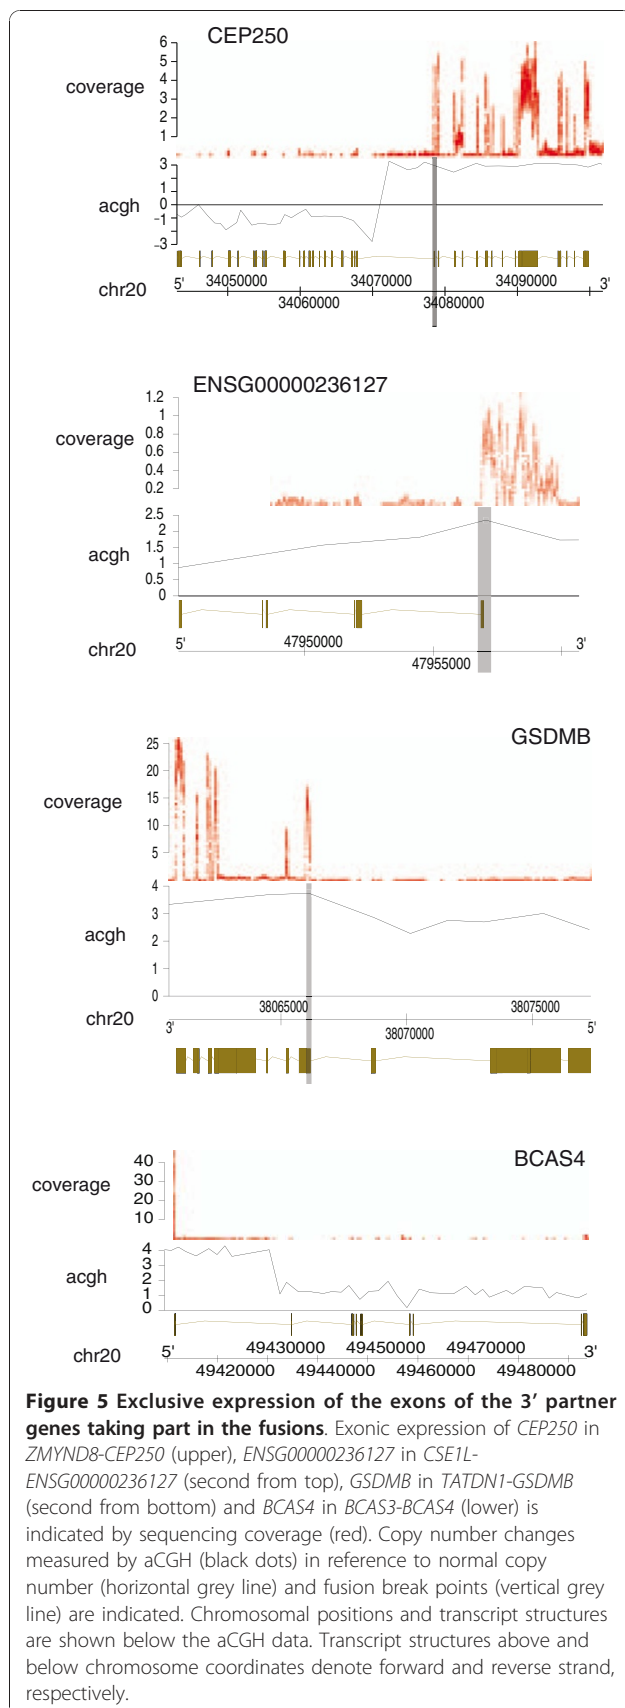 CEP250
coverage
6
5
4
3
2
1
acgh
3
2
1
0
-1
-3
chr20
5'
34050000
34070000
34090000
3'
34060000
34080000
ENSG00000236127
coverage
1.2
1
0.8
0.6
0.4
0.2
acgh
2.5
2
1.5
1
0.5
0
chr20
5'
47950000
3'
47955000
GSDMB
coverage
25
20
15
10
5
acgh
4
3
2
1
0
chr20
38065000
38075000
3'
38070000
5'
BCAS4
coverage
40
30
20
10
acgh
4
3
2
1
0
chr20
5'
49430000
49450000
49470000
3'
49420000
49440000
49460000
49480000
Figure 5 Exclusive expression of the exons of the 3’ partner
genes taking part in the fusions. Exonic expression of CEP250 in
ZMYND8-CEP250 (upper), ENSG00000236127 in CSE1L-
ENSG00000236127 (second from top), GSDMB in TATDN1-GSDMB
(second from bottom) and BCAS4 in BCAS3-BCAS4 (lower) is
indicated by sequencing coverage (red). Copy number changes
measured by aCGH (black dots) in reference to normal copy
number (horizontal grey line) and fusion break points (vertical grey
line) are indicated. Chromosomal positions and transcript structures
are shown below the aCGH data. Transcript structures above and
below chromosome coordinates denote forward and reverse strand,
respectively.